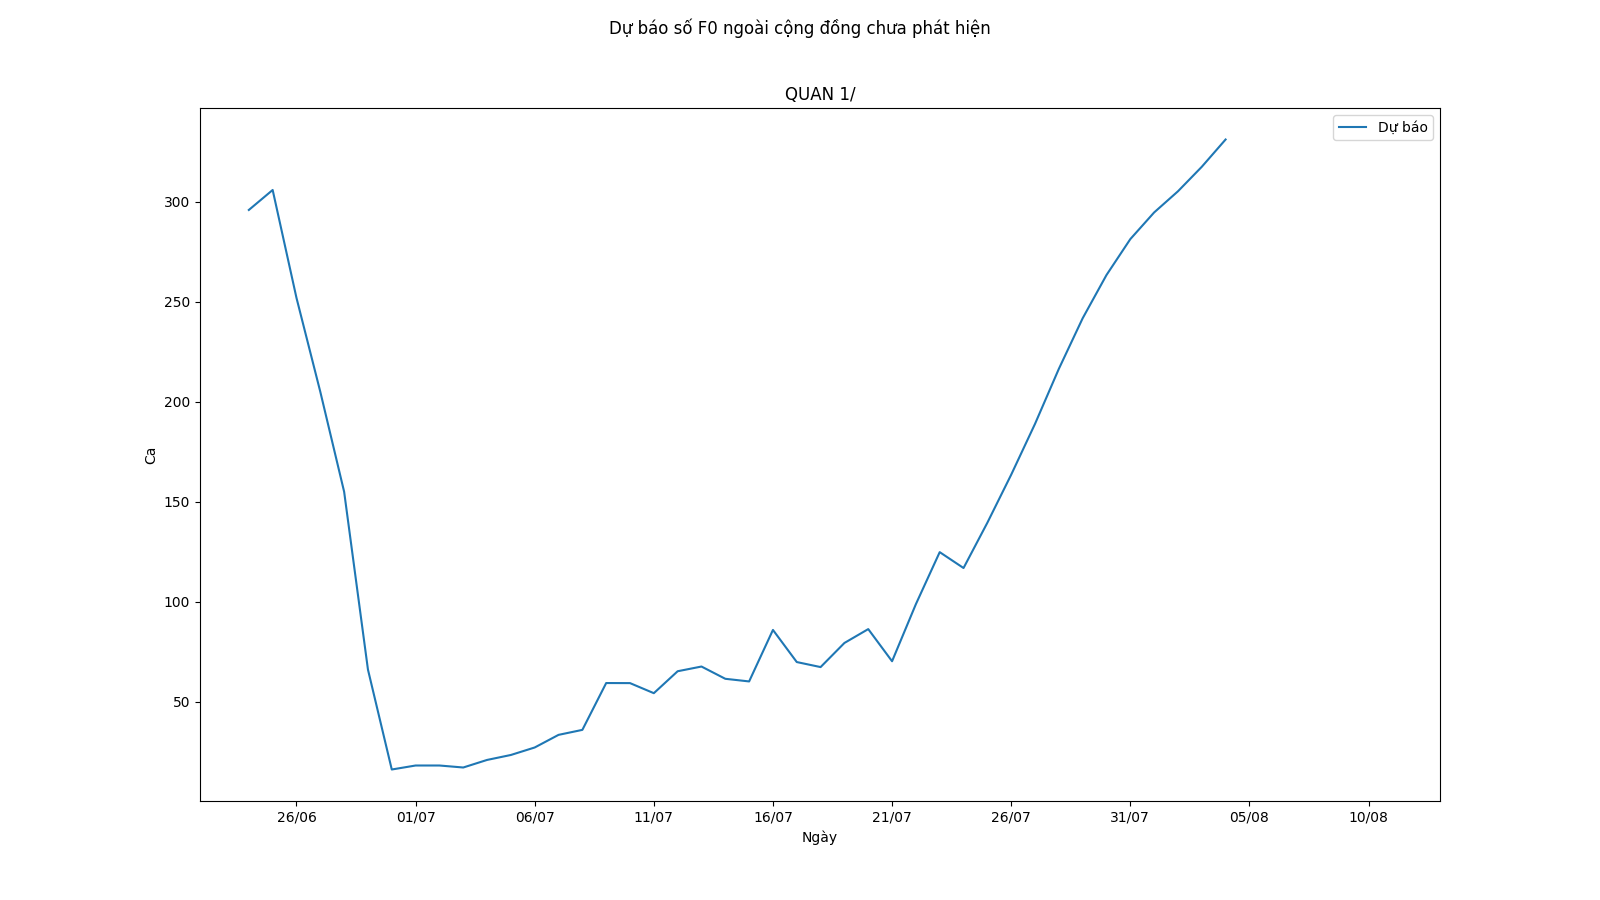 Dự báo số F0 ngoài cộng đồng chưa phát hiện
QUAN 1/
Dự báo
300
250
200
150
100
50
Ca
26/06 01/07 06/07 11/07 16/07 21/07 26/07 31/07 05/08 10/08
Ngày